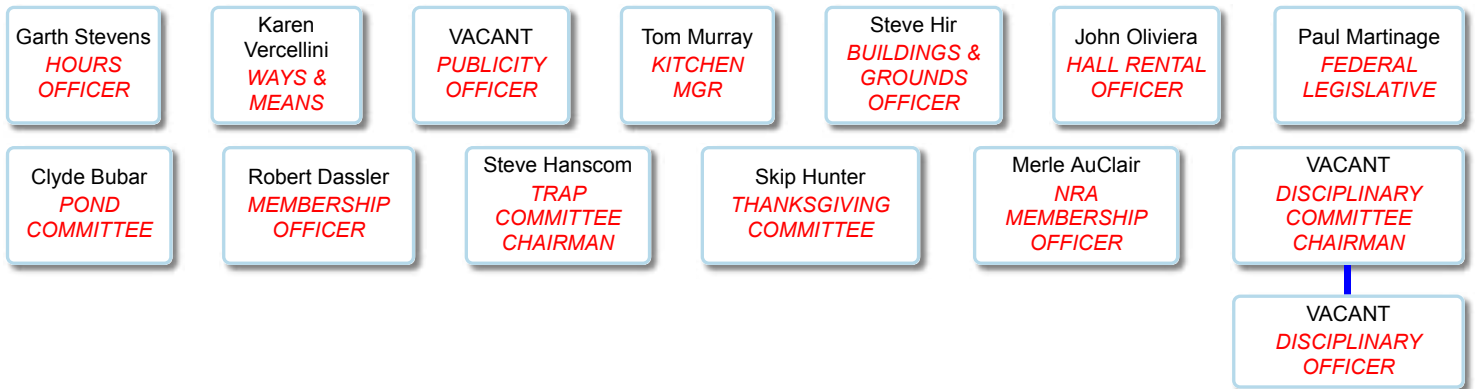 Garth Stevens
HOURS
OFFICER
Karen
Vercellini
WAYS &
MEANS
VACANT
PUBLICITY
OFFICER
Tom Murray
KITCHEN
MGR
Steve Hir
BUILDINGS &
GROUNDS
OFFICER
John Oliviera
HALL RENTAL
OFFICER
Paul Martinage
FEDERAL
LEGISLATIVE
Clyde Bubar
POND
COMMITTEE
Robert Dassler
MEMBERSHIP
OFFICER
Steve Hanscom
TRAP
COMMITTEE
CHAIRMAN
Skip Hunter
THANKSGIVING
COMMITTEE
Merle AuClair
NRA
MEMBERSHIP
OFFICER
VACANT
DISCIPLINARY
COMMITTEE
CHAIRMAN
VACANT
DISCIPLINARY
OFFICER